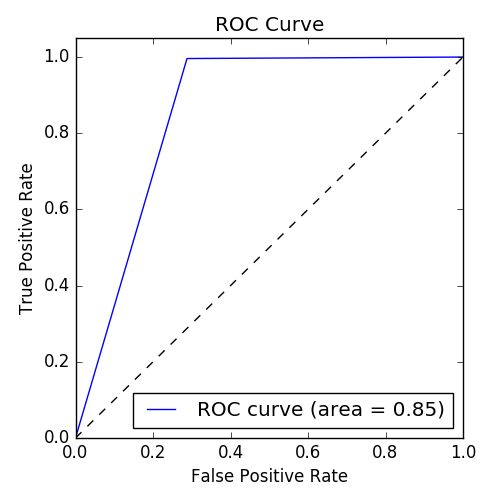 ROC Curve
1.0
0.8
0.6
0.4
0.2
0.0
True Positive Rate
ROC curve (area = 0.85)
0.0 0.2 0.4 0.6 0.8 1.0
False Positive Rate